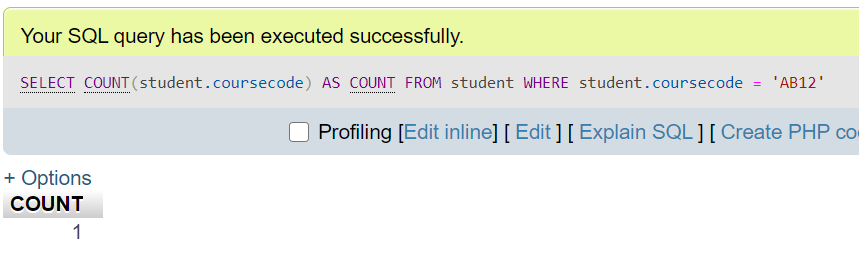 Your SQL query has been executed successfully.
SELECT COUNT(student.coursecode) AS COUNT FROM student WHERE student.coursecode = 'AB12'
Profiling [Edit inline] [ Edit ] [ Explain SQL ] [ Create PHP co
+ Options
COUNT
1